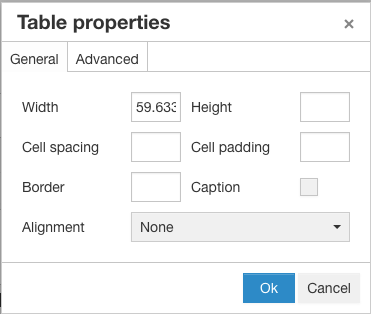 Table properties ×
General Advanced
Width 59.633 Height
Cell spacing Cell padding
Border Caption
Alignment None
Ok Cancel